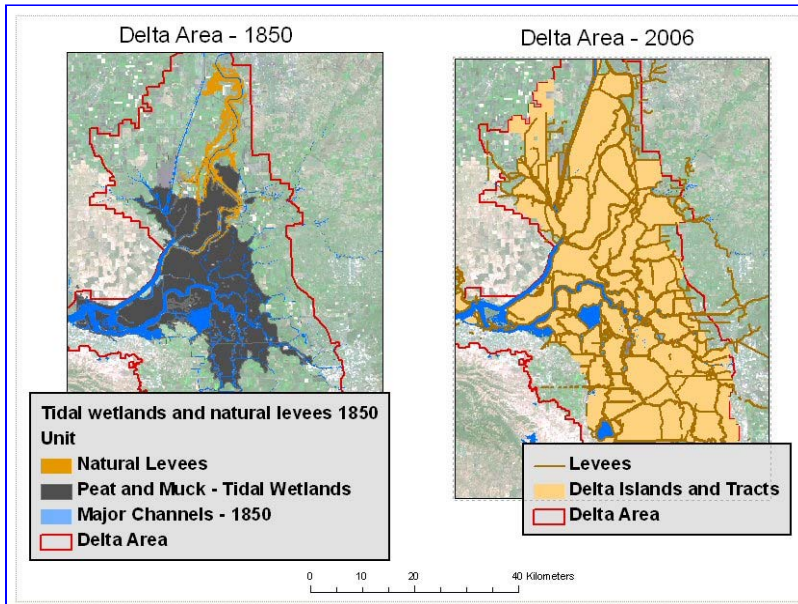 Delta Area - 1850
Tidal wetlands and natural levees 1850
Unit
Natural Levees
Peat and Muck - Tidal Wetlands
Major Channels - 1850
Delta Area
Delta Area - 2006
Levees
Delta Islands and Tracts
Delta Area
0 10 20 40 Kilometers